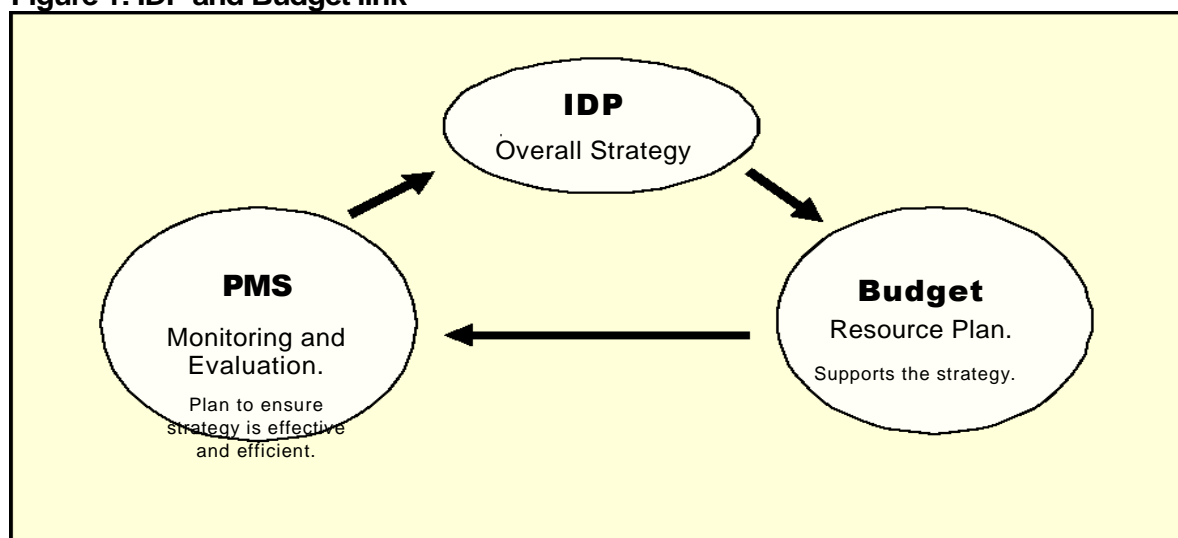 Figure 1: IDP and Budget link
IDP
Overall Strategy
PMS
Monitoring and
Evaluation.
Plan to ensure
strategy is effective
and efficient.
Budget
Resource Plan.
Supports the strategy.